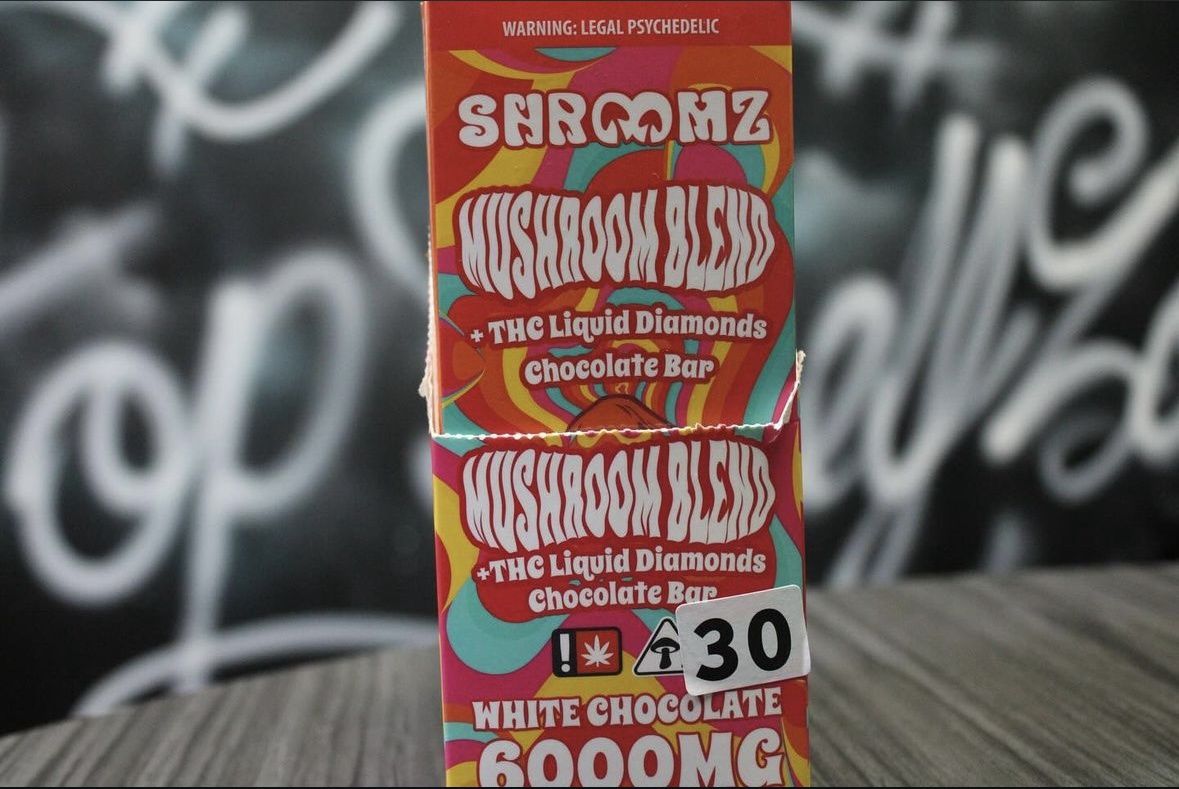 WARNING: LEGAL PSYCHEDELIC
SHROOMZ
MUSHROOM BLEND
+ THC Liquid Diamonds
Chocolate Bar
MUSHROOM BLEND
+THC Liquid Diamonds
Chocolate Bar
!
30
WHITE CHOCOLATE
6000MG